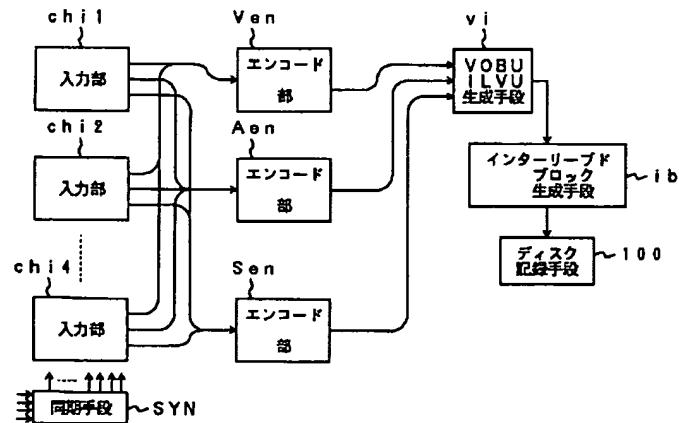 chi1
入力部
chi2
入力部
chi4
入力部
同期手段
SYN
Ven
エンコード
部
Aen
エンコード
部
Sen
エンコード
部
vi
VOBU
ILVU
生成手段
インターリーブド
ブロック
生成手段
ib
ディスク
記録手段
100